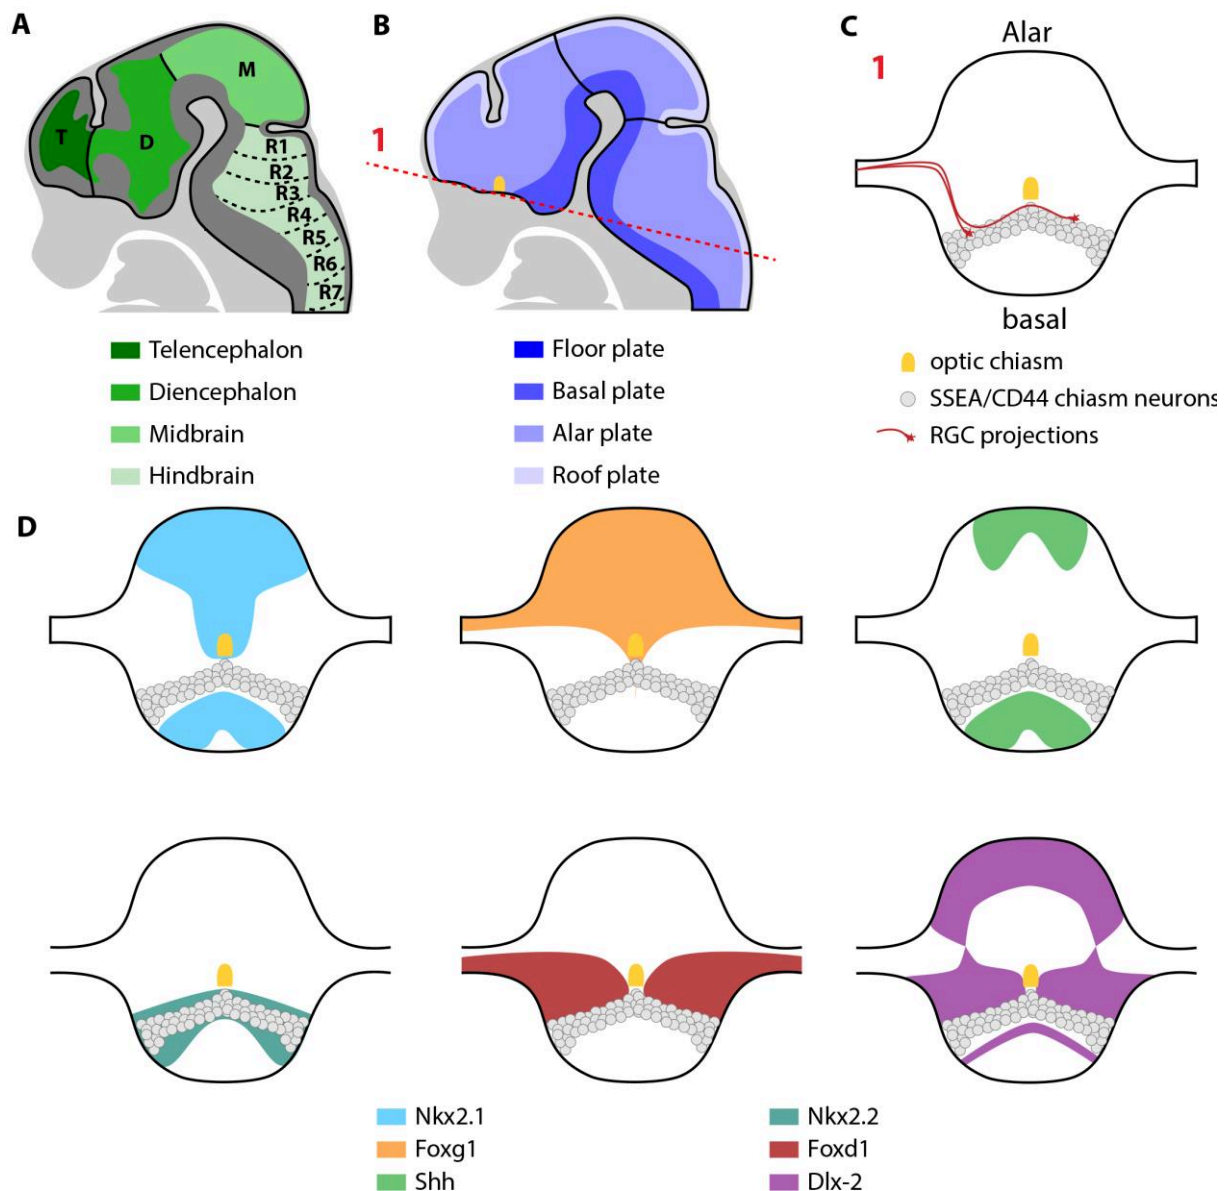 A
B
C
M
T
D
R1
R2
R3
R4
R5
R6
R7
1
1
Alar
basal
Telencephalon
Diencephalon
Midbrain
Hindbrain
Floor plate
Basal plate
Alar plate
Roof plate
optic chiasm
SSEA/CD44 chiasm neurons
RGC projections
D
Nkx2.1
Foxg1
Shh
Nkx2.2
Foxd1
Dlx-2